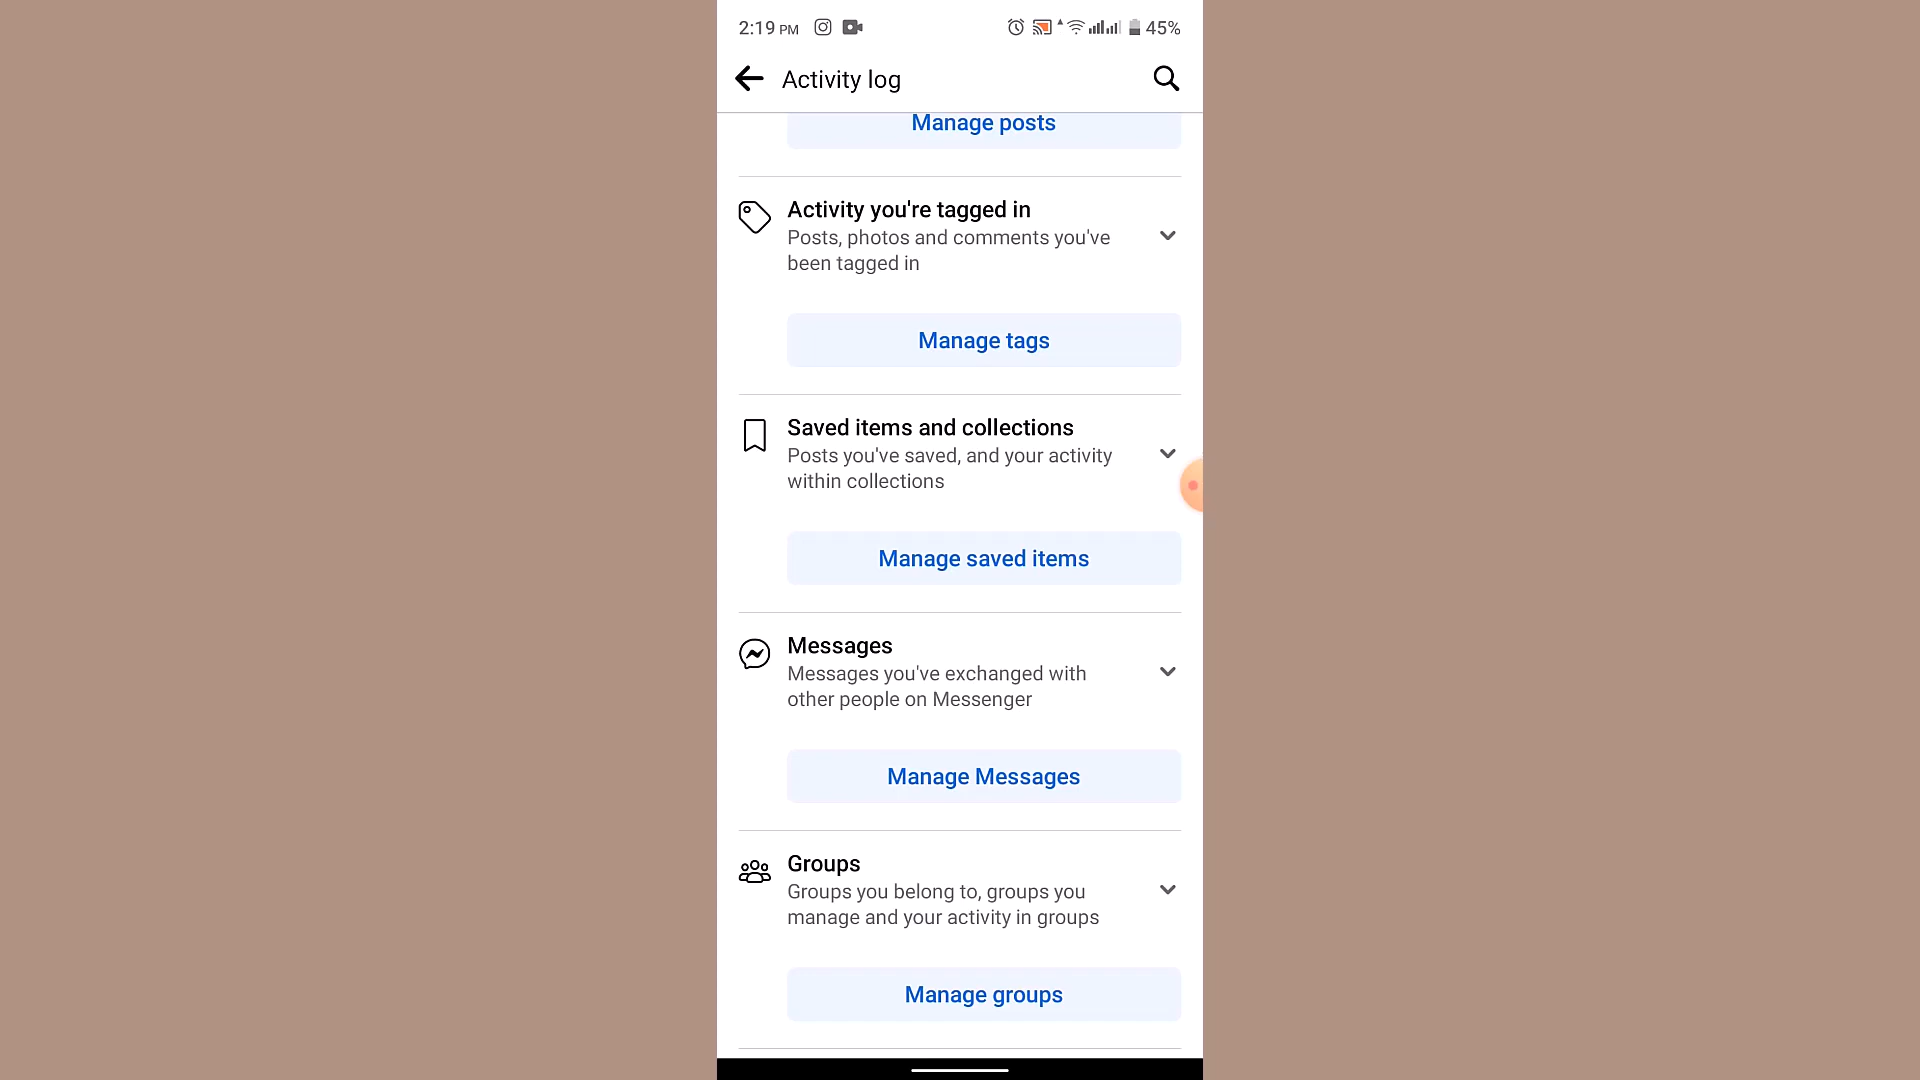 2:19 PM 45%
Activity log
Manage posts
Activity you're tagged in
Posts, photos and comments you've
been tagged in
Manage tags
Saved items and collections
Posts you've saved, and your activity
within collections
Manage saved items
Messages
Messages you've exchanged with
other people on Messenger
Manage Messages
Groups
Groups you belong to, groups you
manage and your activity in groups
Manage groups